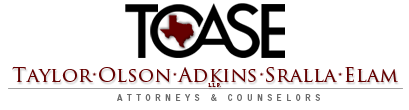 TOASE
TAYLOR·OLSON·ADKINS·SRALLA·ELAM
L.L.P.
ATTORNEYS & COUNSELORS